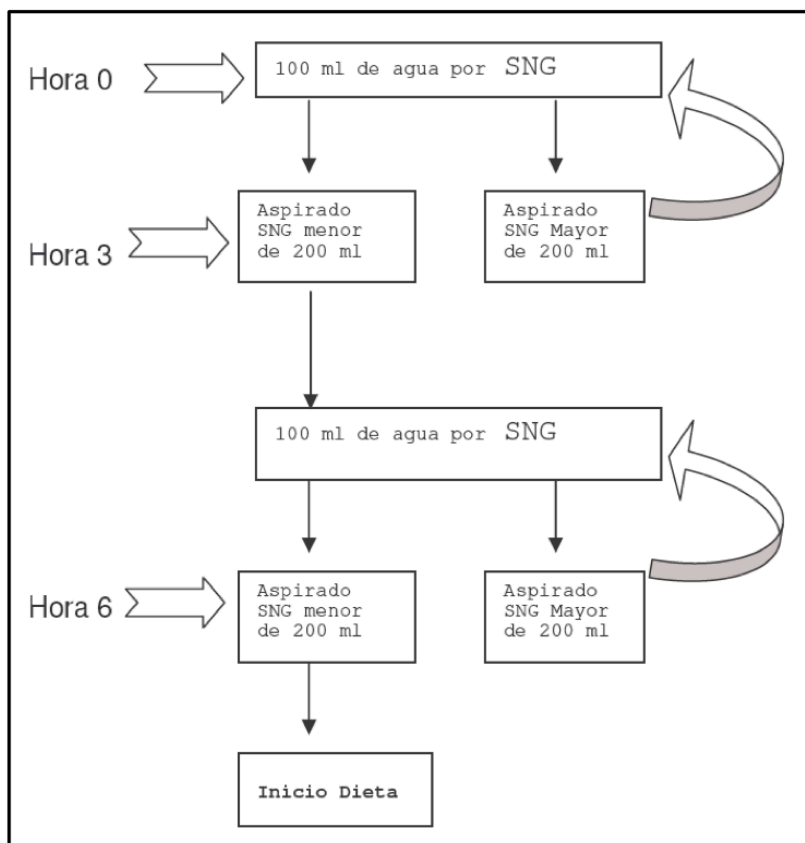 Hora 0
100 ml de agua por SNG
Hora 3
Aspirado
SNG menor
de 200 ml
Aspirado
SNG Mayor
de 200 ml
100 ml de agua por SNG
Hora 6
Aspirado
SNG menor
de 200 ml
Aspirado
SNG Mayor
de 200 ml
Inicio Dieta